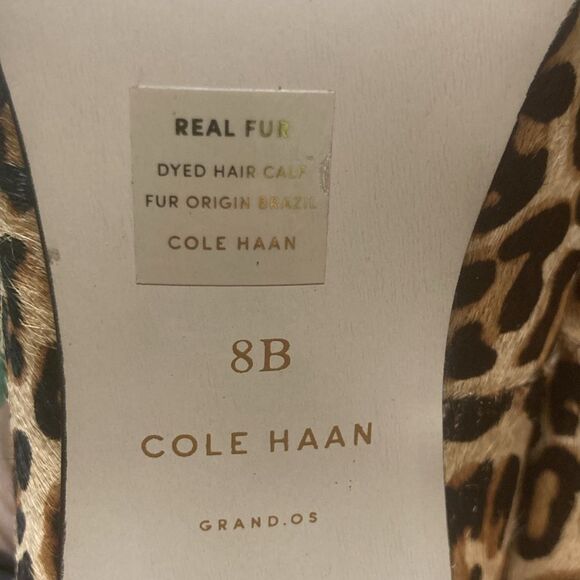 REAL FUR
DYED HAIR CALF
FUR ORIGIN BRAZIL
COLE HAAN
8B
COLE HAAN
GRAND.OS